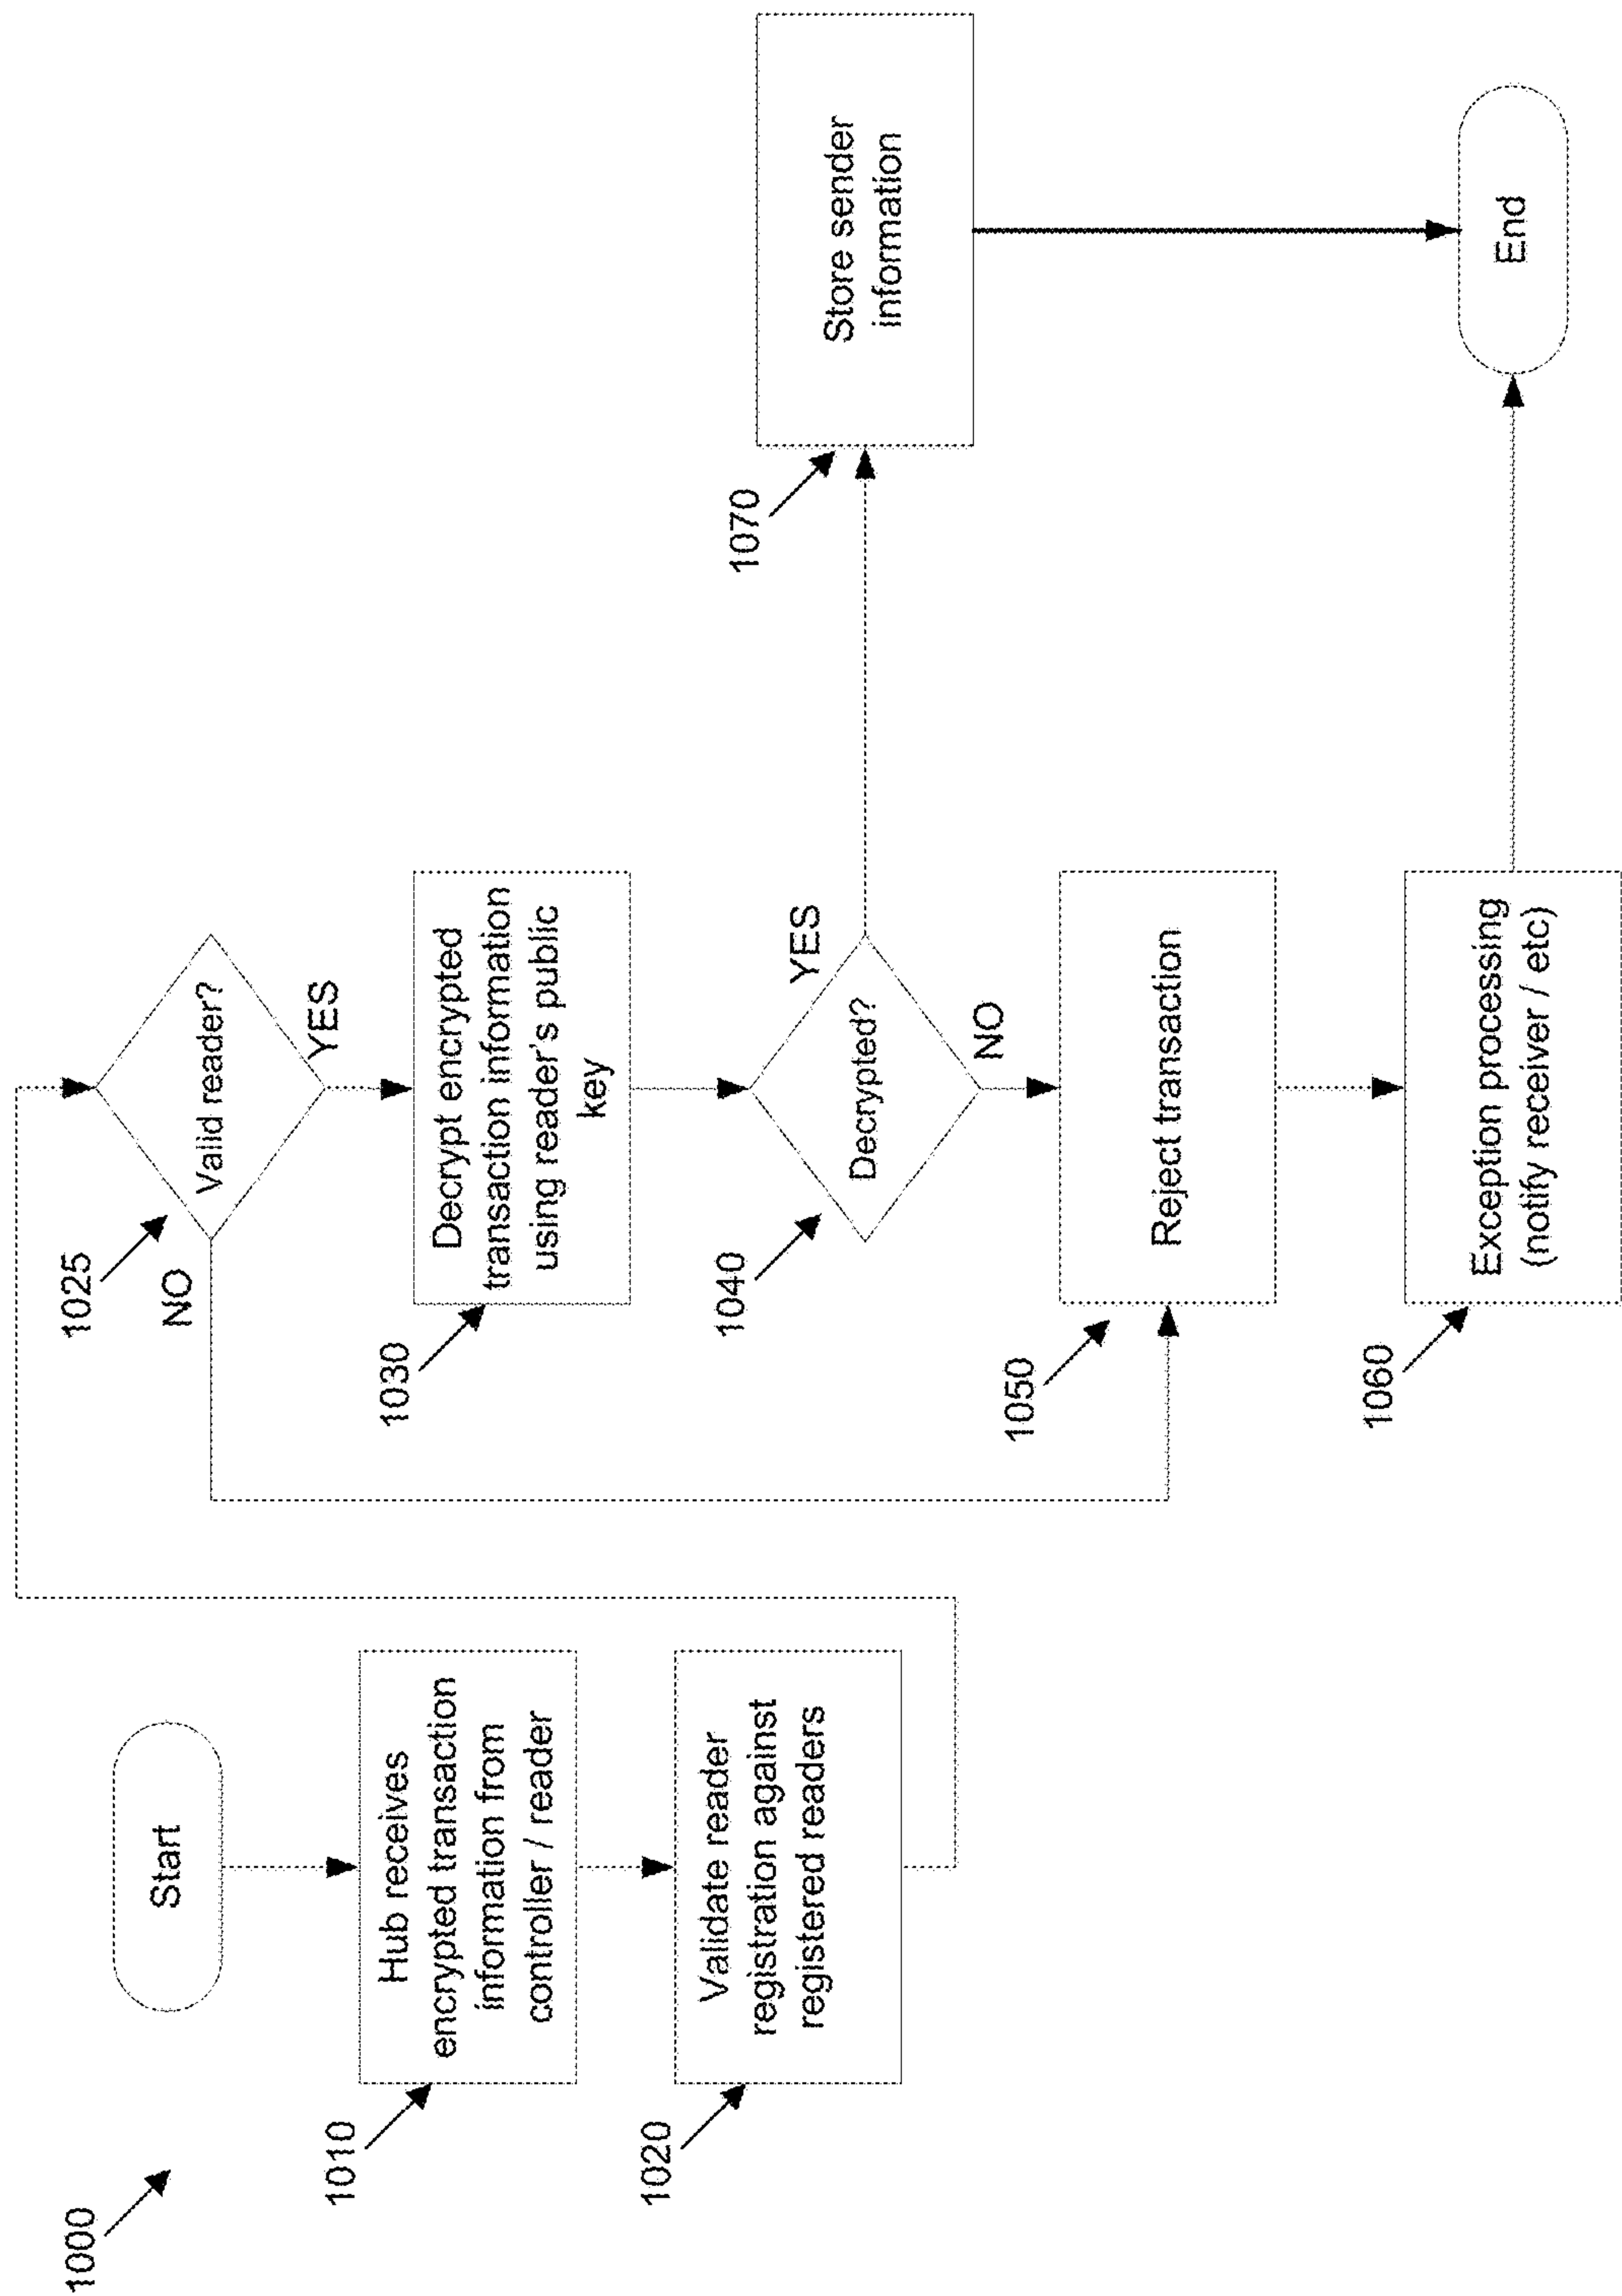 1000
Start
1010
Hub receives
encrypted transaction
information from
controller / reader
1020
Validate reader
registration against
registered readers
1025
Valid reader?
NO
YES
1030
Decrypt encrypted
transaction information
using reader's public
key
1040
Decrypted?
YES
NO
1050
Reject transaction
1060
Exception processing
(notify receiver / etc)
1070
Store sender
information
End